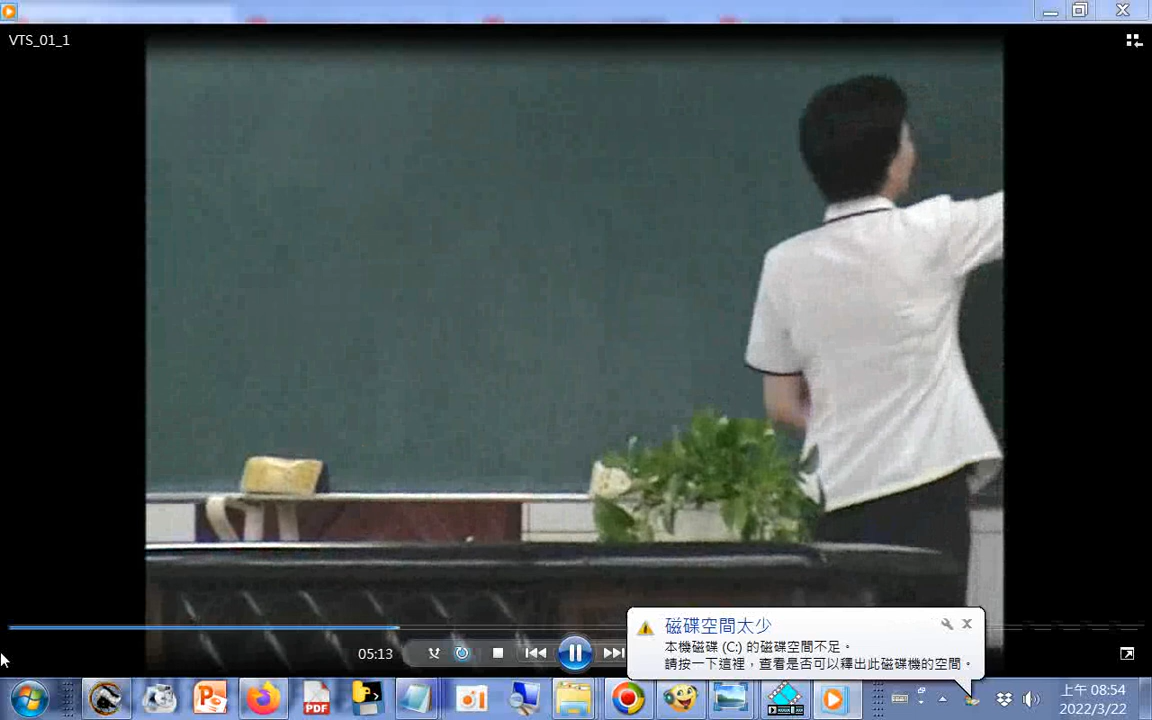 VTS_01_1
05:13
磁碟空間太少
本機磁碟 (C:) 的磁碟空間不足。
請按一下這裡，查看是否可以釋出此磁碟機的空間。
PDF
上午 08:54
2022/3/22